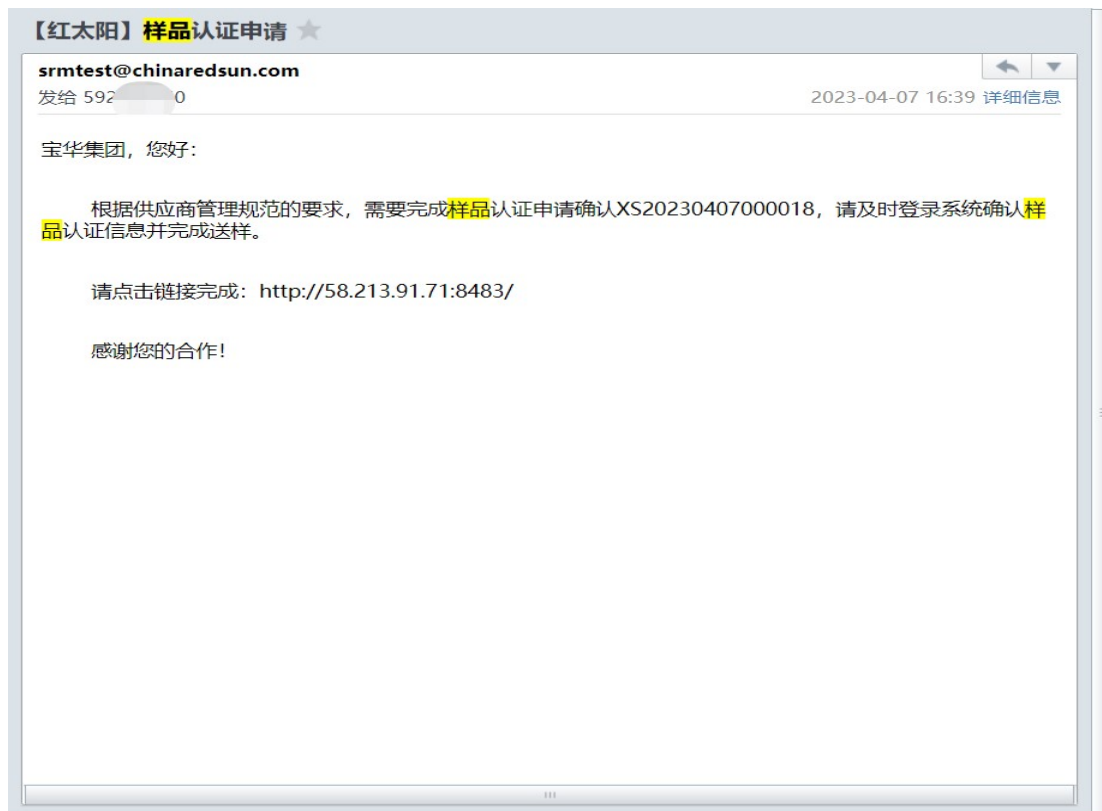 【红太阳】样品认证申请
srmtest@chinaredsun.com
发给 592 0
2023-04-07 16:39 详细信息
宝华集团，您好：
根据供应商管理规范的要求，需要完成样品认证申请确认XS20230407000018，请及时登录系统确认样
品认证信息并完成送样。
请点击链接完成：http://58.213.91.71:8483/
感谢您的合作！